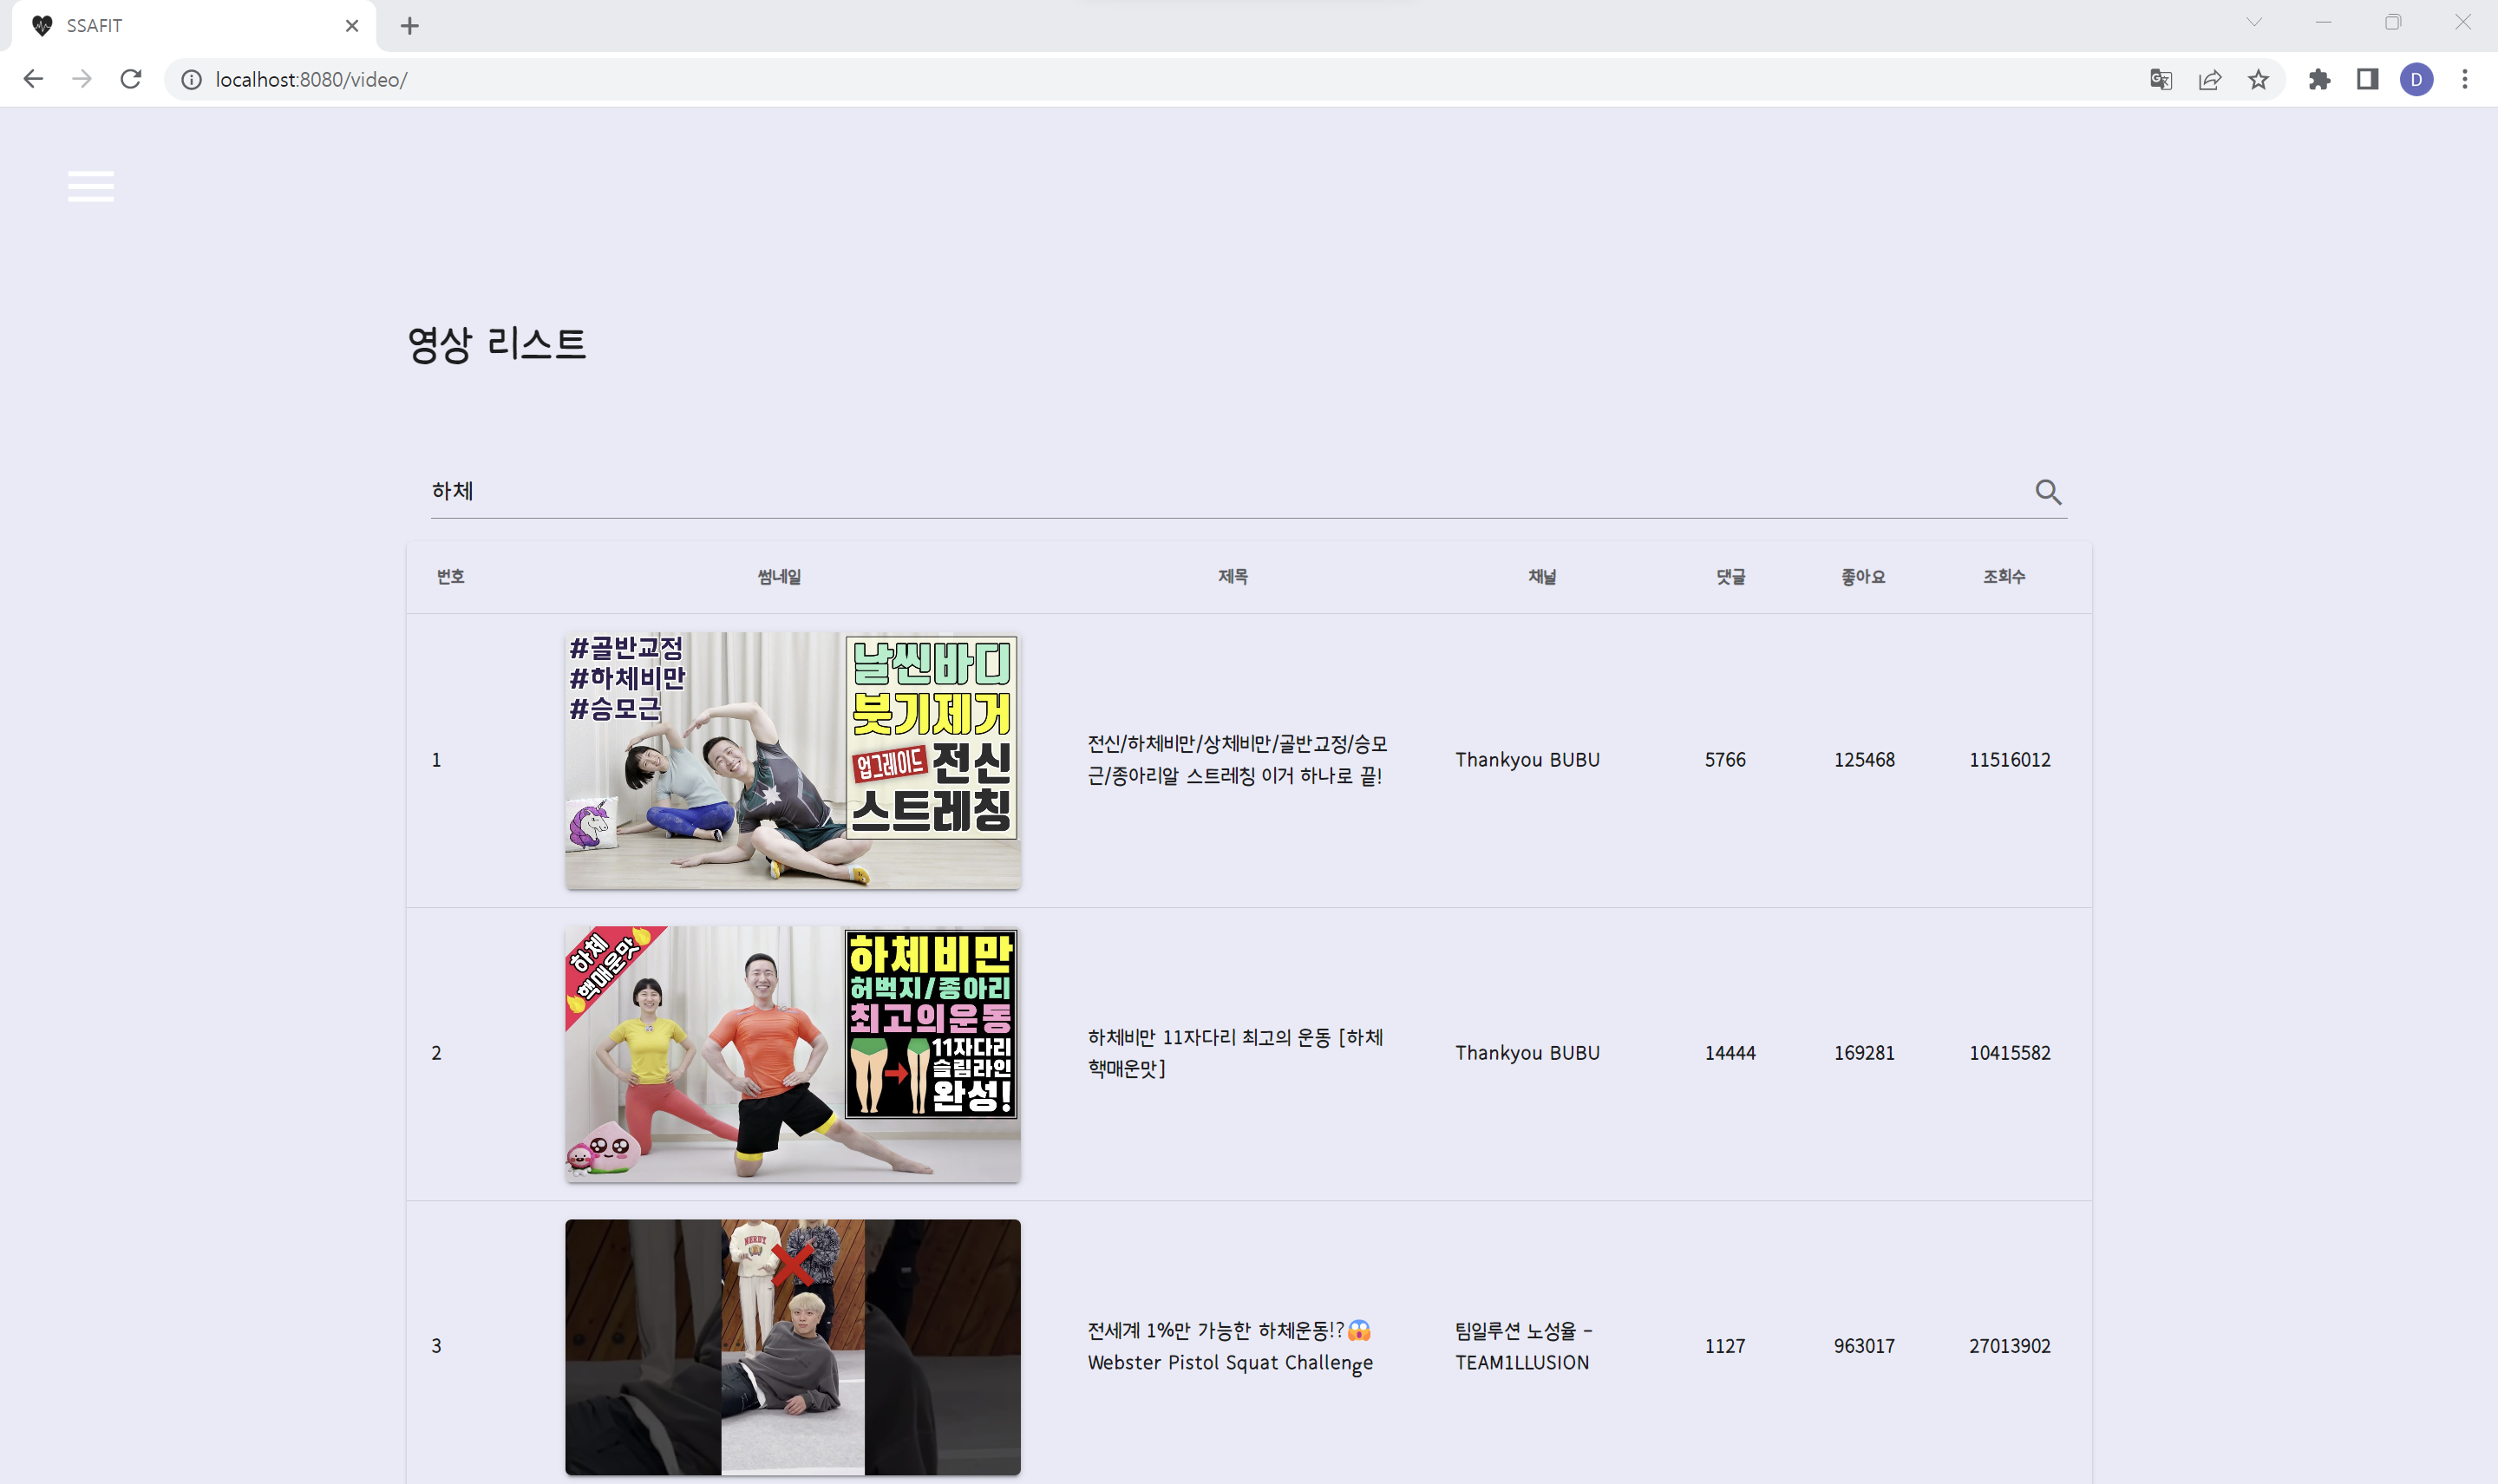 SSAFIT
localhost:8080/video/
D
영상 리스트
하체
번호 썸네일 제목 채널 댓글 좋아요 조회수
1
#골반교정
#하체비만
#승모근
날씬바디
붓기제거
업그레이드 전신
스트레칭
전신/하체비만/상체비만/골반교정/승모
근/종아리알 스트레칭 이거 하나로 끝!
Thankyou BUBU
5766
125468
11516012
2
하체
핵매운맛
하체비만
허벅지/종아리
최고의운동
11자다리
슬림라인
완성!
하체비만 11자다리 최고의 운동 [하체
핵매운맛]
Thankyou BUBU
14444
169281
10415582
3
NERDY
전세계 1%만 가능한 하체운동!?😱
Webster Pistol Squat Challenge
팀일루션 노성율 -
TEAM1LLUSION
1127
963017
27013902